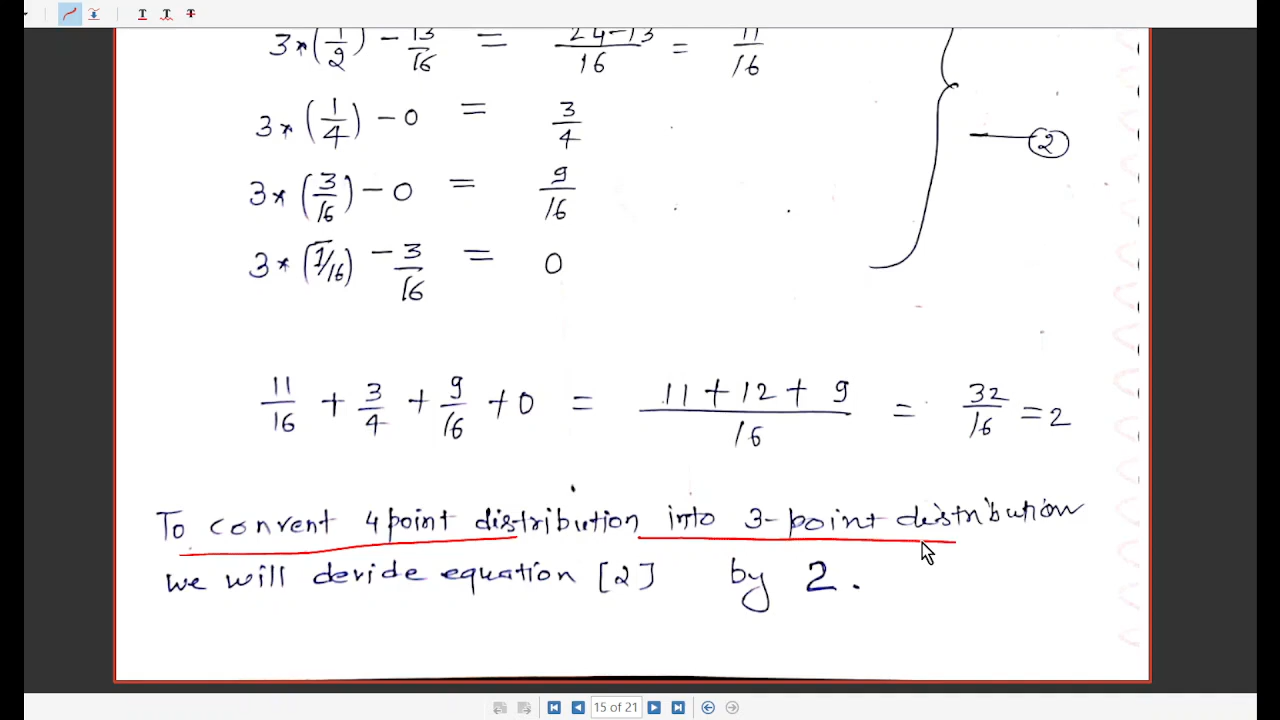 3*(1/2) - 13/16 = 24-13/16 = 11/16
3*(1/4) - 0 = 3/4
3*(3/16) - 0 = 9/16
3*(1/16) - 3/16 = 0
2
11/16 + 3/4 + 9/16 + 0 = 11 + 12 + 9/16 = 32/16 = 2
To convent 4point distribution into 3-point distribution
we will devide equation [2] by 2.
15 of 21